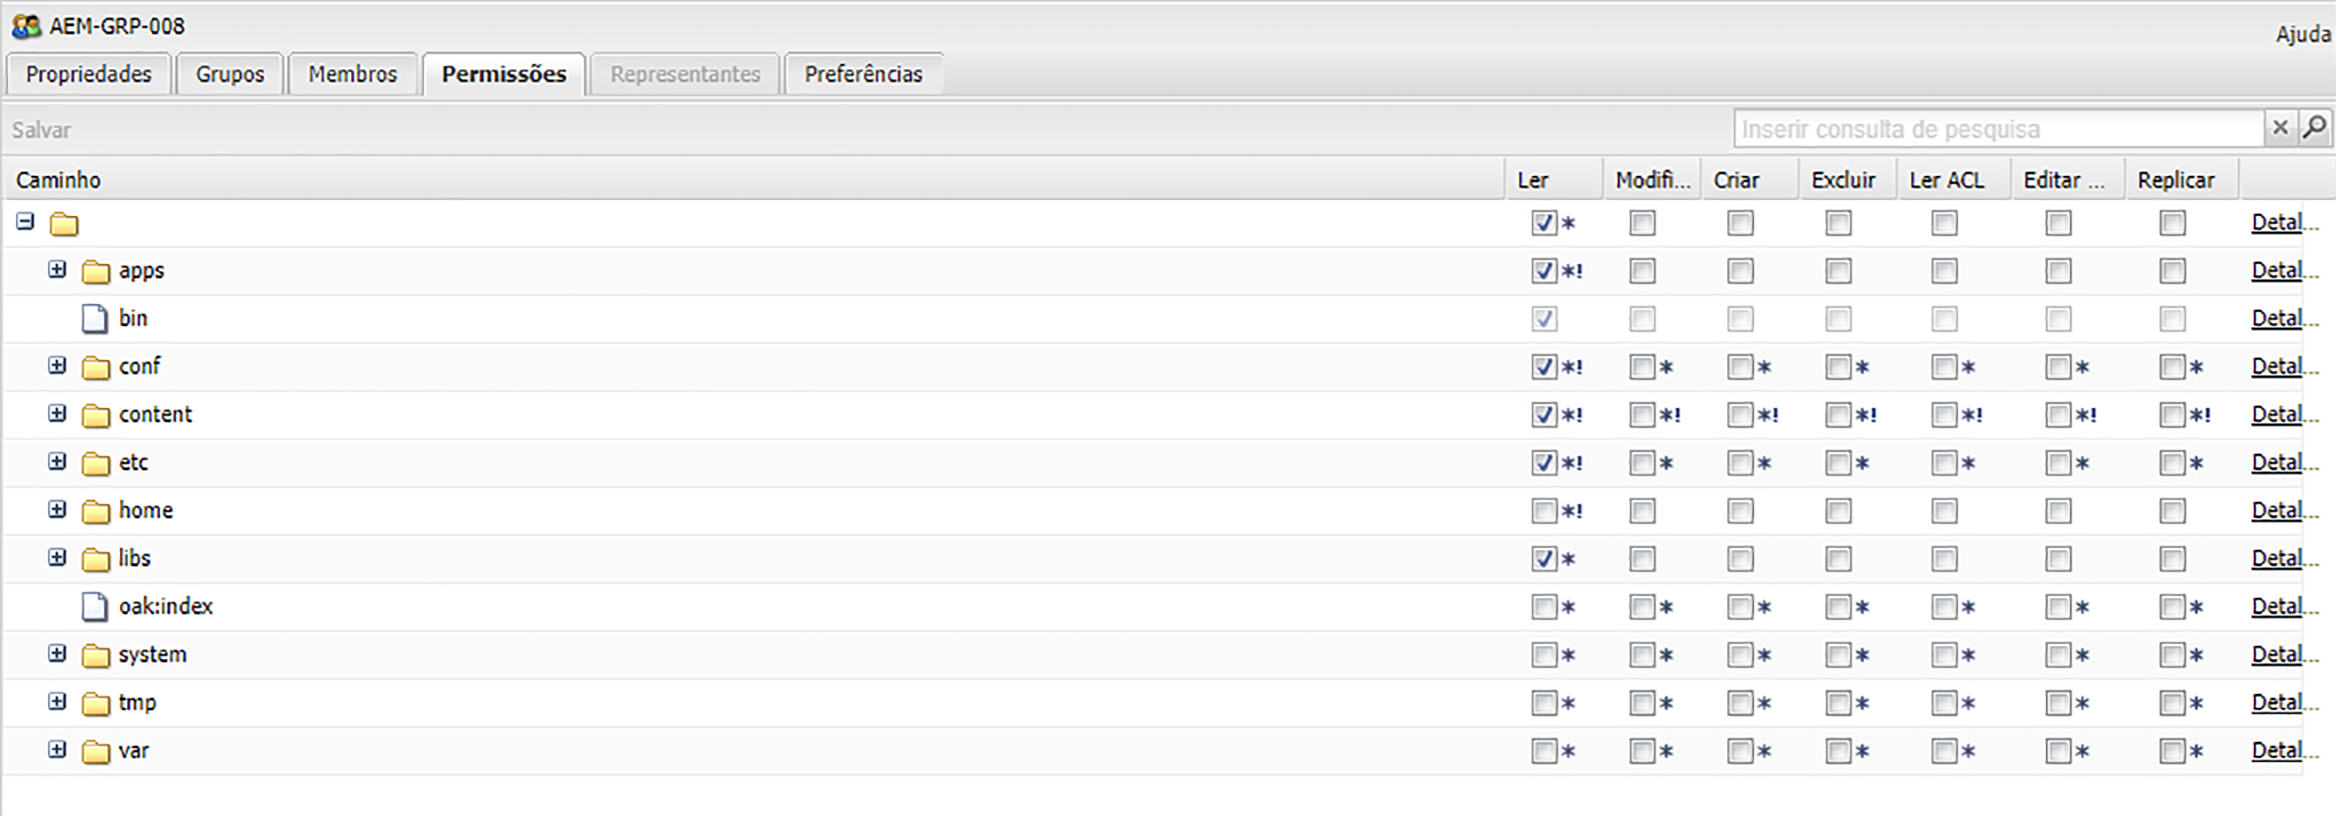 AEM-GRP-008
Ajuda
Propriedades Grupos Membros Permissões Representantes Preferências
Salvar Inserir consulta de pesquisa
Caminho Ler Modifi... Criar Excluir Ler ACL Editar ... Replicar
* Detal...
apps *! Detal...
bin Detal...
conf *! * * * * * * Detal...
content *! *! *! *! *! *! *! Detal...
etc *! * * * * * * Detal...
home *! Detal...
libs * Detal...
oak:index * * * * * * * Detal...
system * * * * * * * Detal...
tmp * * * * * * * Detal...
var * * * * * * * Detal...